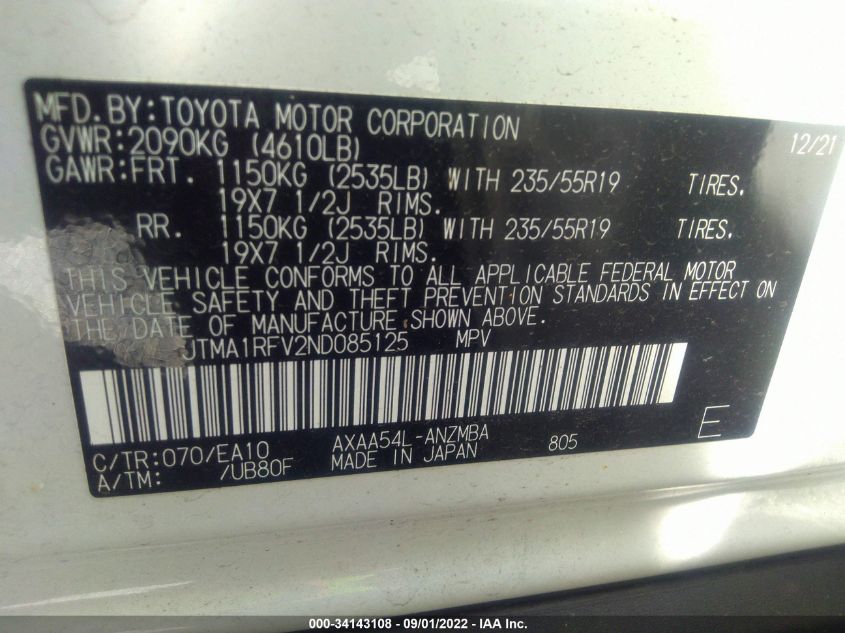 MFD.BY:TOYOTA MOTOR CORPORATION 12/21
GVWR:2090KG (4610LB)
GAWR:FRT. 1150KG (2535LB) WITH 235/55R19 TIRES.
19X7 1/2J RIMS.
RR. 1150KG (2535LB) WITH 235/55R19 TIRES.
19X7 1/2J RIMS.
THIS VEHICLE CONFORMS TO ALL APPLICABLE FEDERAL MOTOR
VEHICLE SAFETY AND THEFT PREVENTION STANDARDS IN EFFECT ON
THE DATE OF MANUFACTURE SHOWN ABOVE.
JTMA1RFV2ND085125 MPV
C/TR:070/EA10 AXAA54L-ANZMBA 805 E
A/TM: /UB80F MADE IN JAPAN
000-34143108 - 09/01/2022 - IAA Inc.